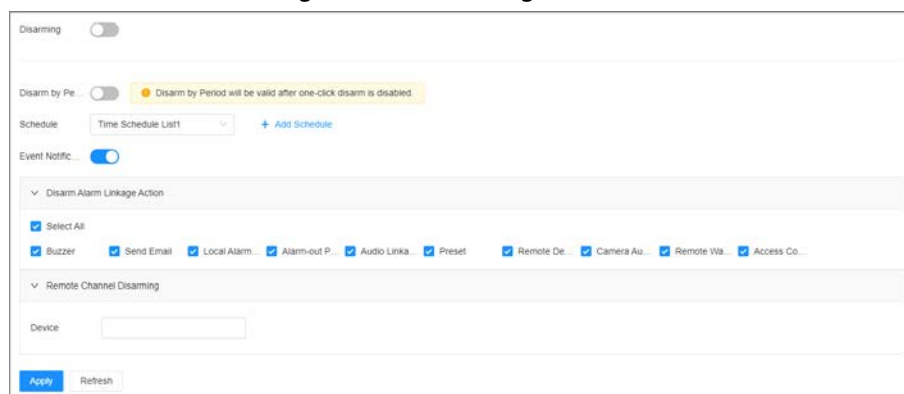 Disarming
Disarm by Pe... Disarm by Period will be valid after one-click disarm is disabled.
Schedule Time Schedule List1 + Add Schedule
Event Notific...
Disarm Alarm Linkage Action
Select All
Buzzer Send Email Local Alarm... Alarm-out P... Audio Linka... Preset Remote De... Camera Au... Remote Wa... Access Co...
Remote Channel Disarming
Device
Apply Refresh